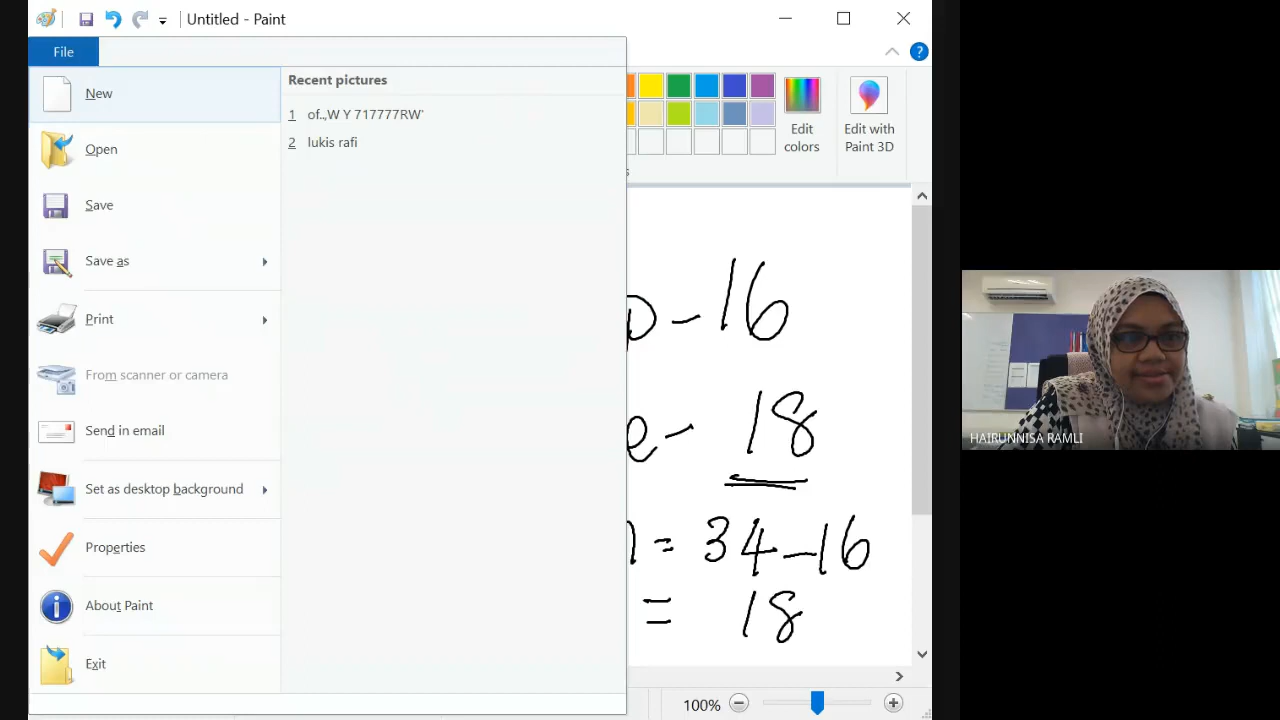 Untitled - Paint
File
New
Open
Save
Save as
Print
From scanner or camera
Send in email
Set as desktop background
Properties
About Paint
Exit
Recent pictures
1 of.,W Y 717777RW'
2 lukis rafi
Edit colors
Edit with Paint 3D
p - 16
e - 18
n = 34 - 16
= 18
100%
HAIRUNNISA RAMLI